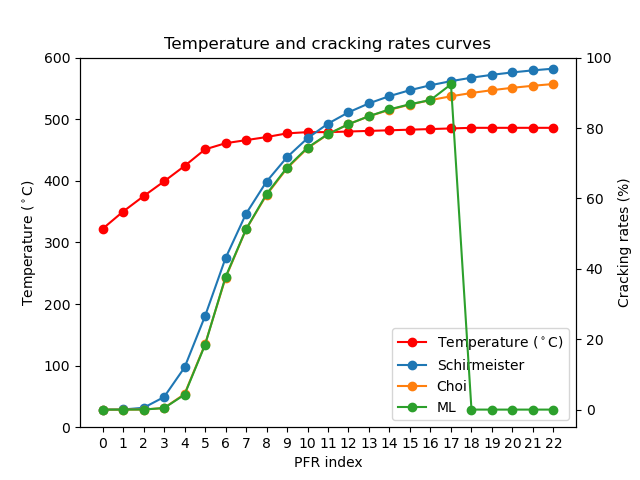 Temperature and cracking rates curves
Temperature (°C)
600
500
400
300
200
100
0
100
80
60
40
20
0
Cracking rates (%)
Temperature (°C)
Schirmeister
Choi
ML
0 1 2 3 4 5 6 7 8 9 10 11 12 13 14 15 16 17 18 19 20 21 22
PFR index